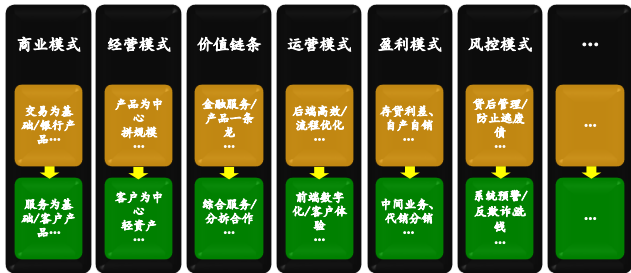 商业模式
交易为基
础/银行产
品…
服务为基
础/客户产
品…
经营模式
产品为中
心
拼规模
…
客户为中
心
轻资产
…
价值链条
金融服务/
产品一条
龙
…
综合服务/
分拆合作
…
运营模式
后端高效/
流程优化
…
前端数字
化/客户体
验
…
盈利模式
存贷利差、
自产自销
…
中间业务、
代销分销
…
风控模式
贷后管理/
防止逃废
债
…
系统预警/
反欺诈/洗
钱
…
…
…
…